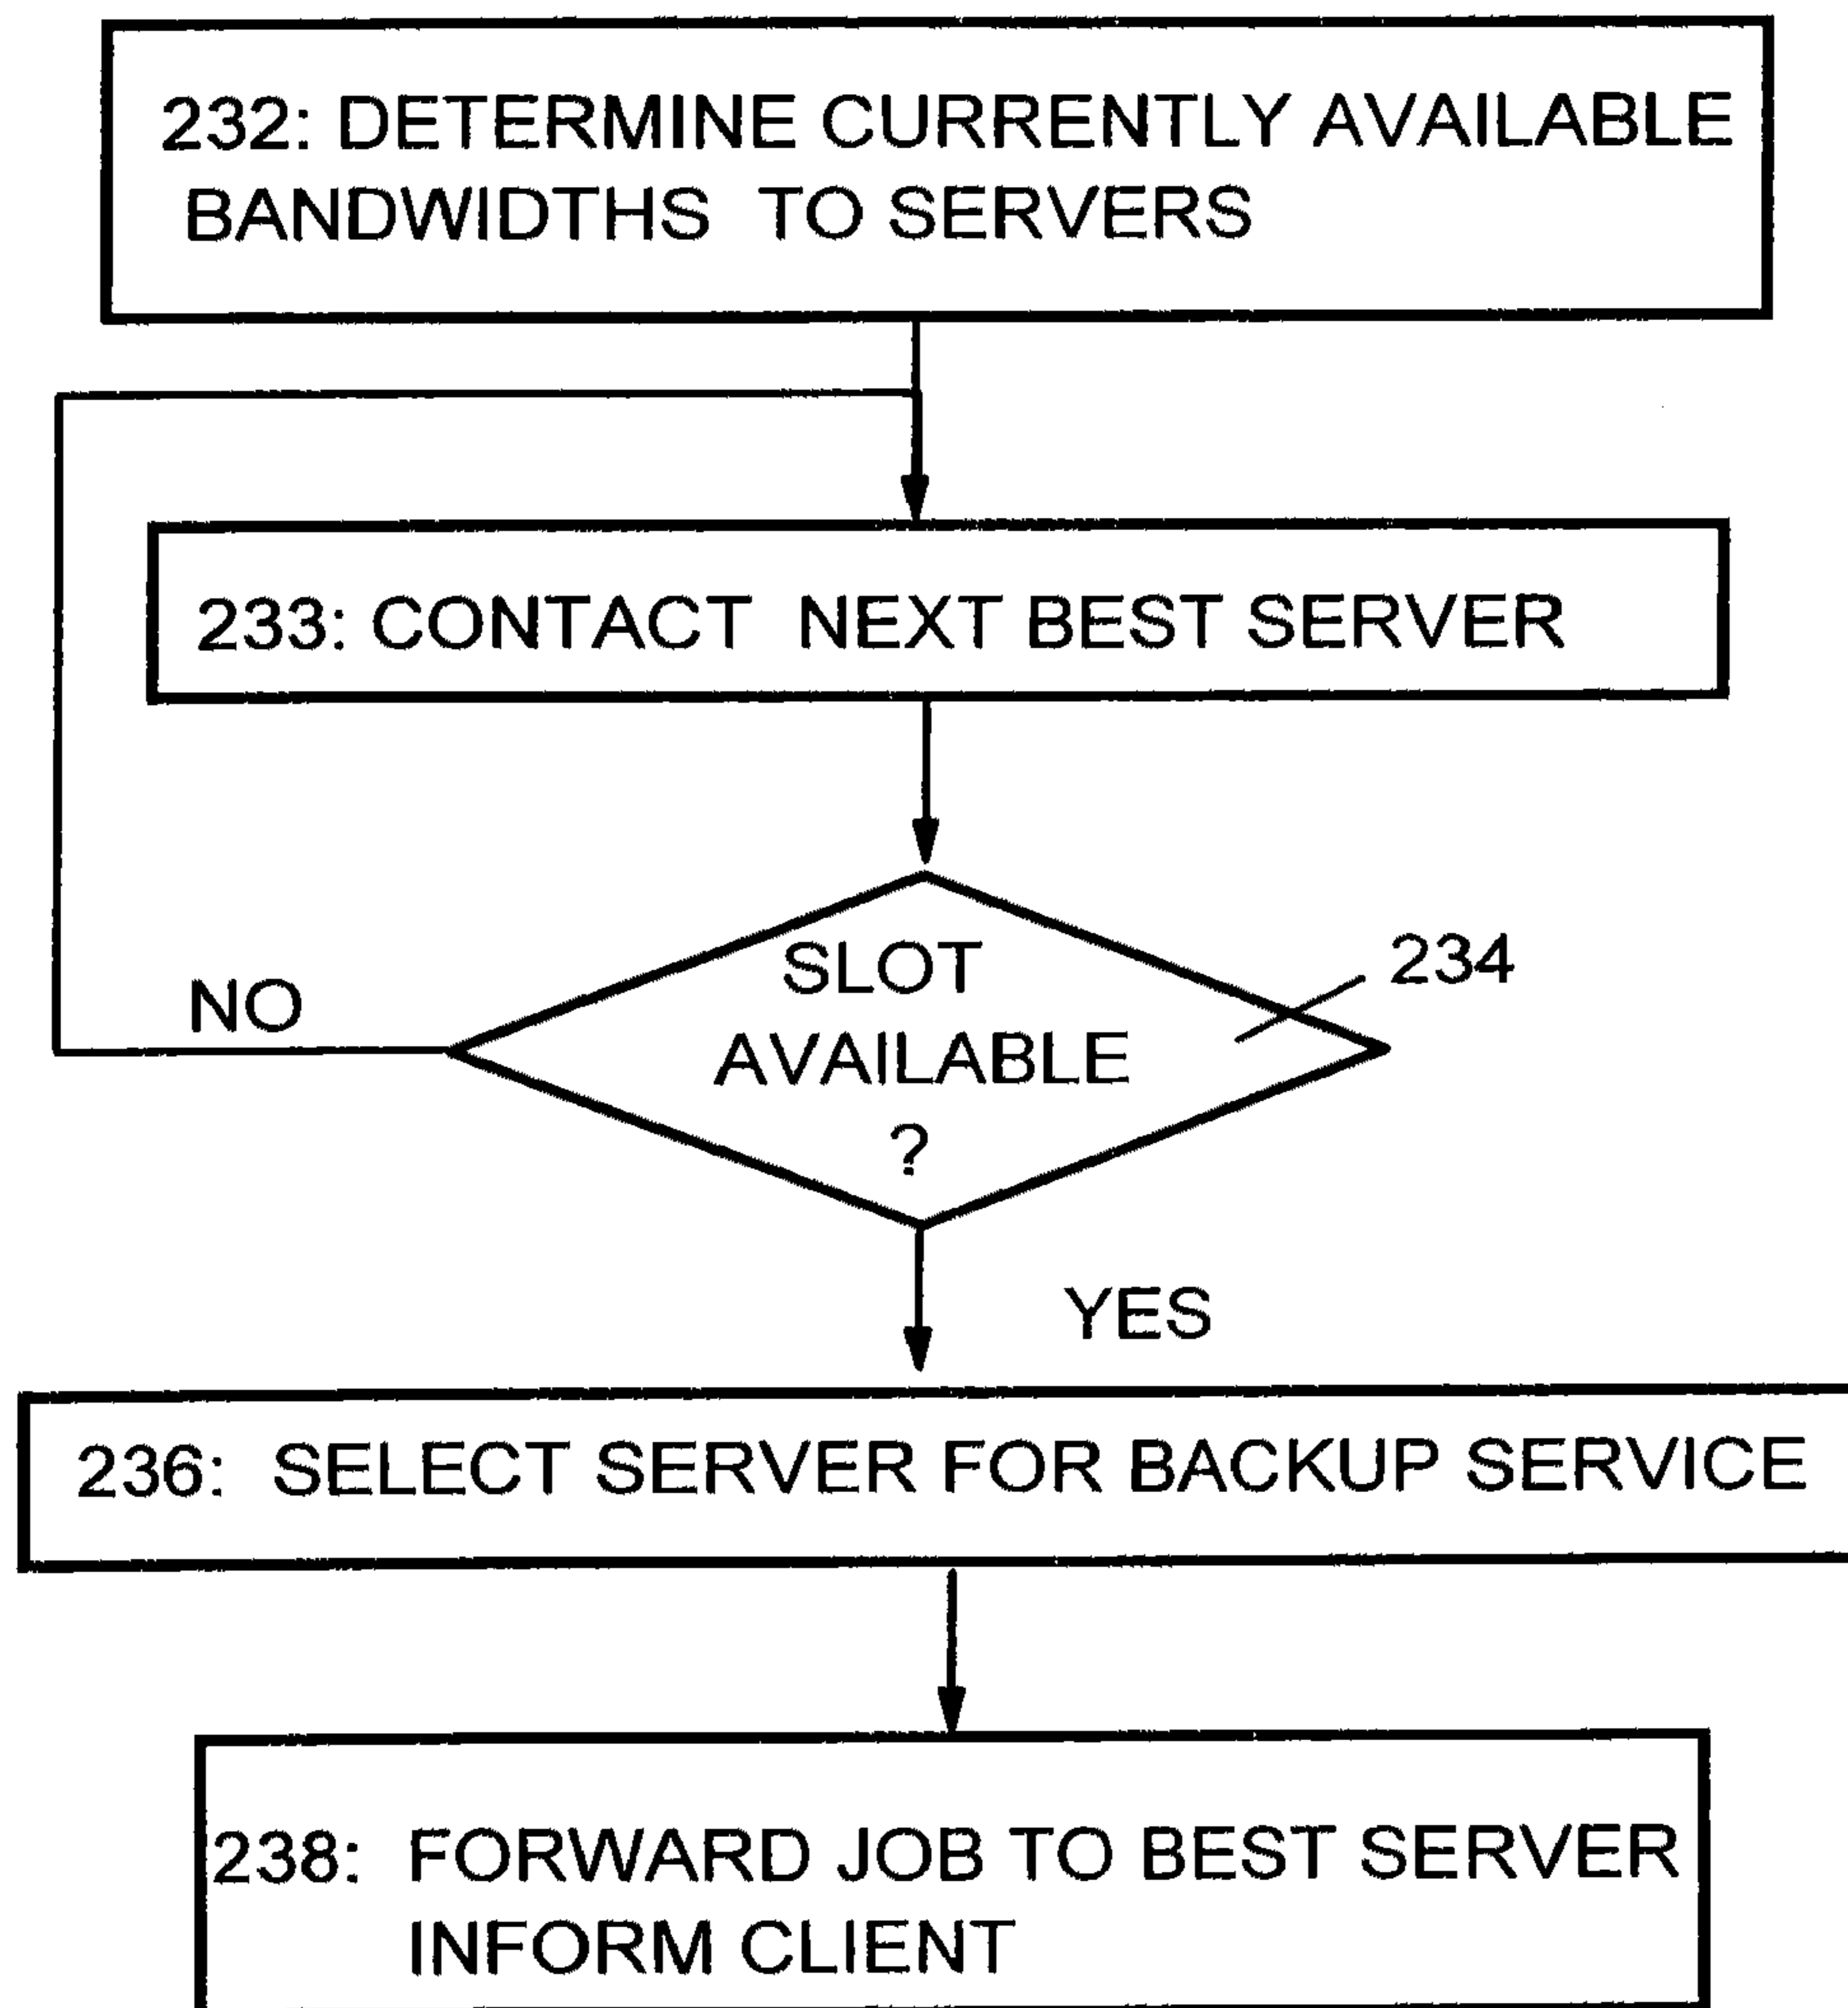 232: DETERMINE CURRENTLY AVAILABLE
BANDWIDTHS TO SERVERS
233: CONTACT NEXT BEST SERVER
SLOT
AVAILABLE
?
234
NO
YES
236: SELECT SERVER FOR BACKUP SERVICE
238: FORWARD JOB TO BEST SERVER
INFORM CLIENT